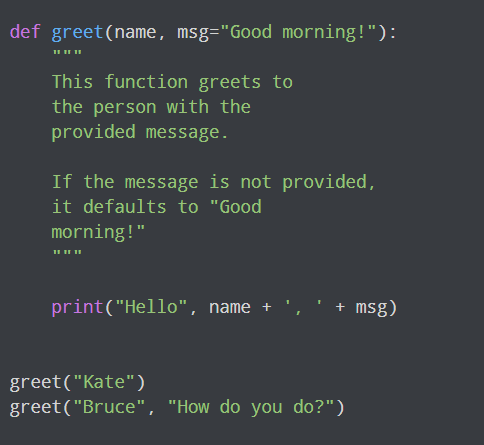 def greet(name, msg="Good morning!"):
    """
    This function greets to
    the person with the
    provided message.

    If the message is not provided,
    it defaults to "Good
    morning!"
    """

    print("Hello", name + ', ' + msg)


greet("Kate")
greet("Bruce", "How do you do?")